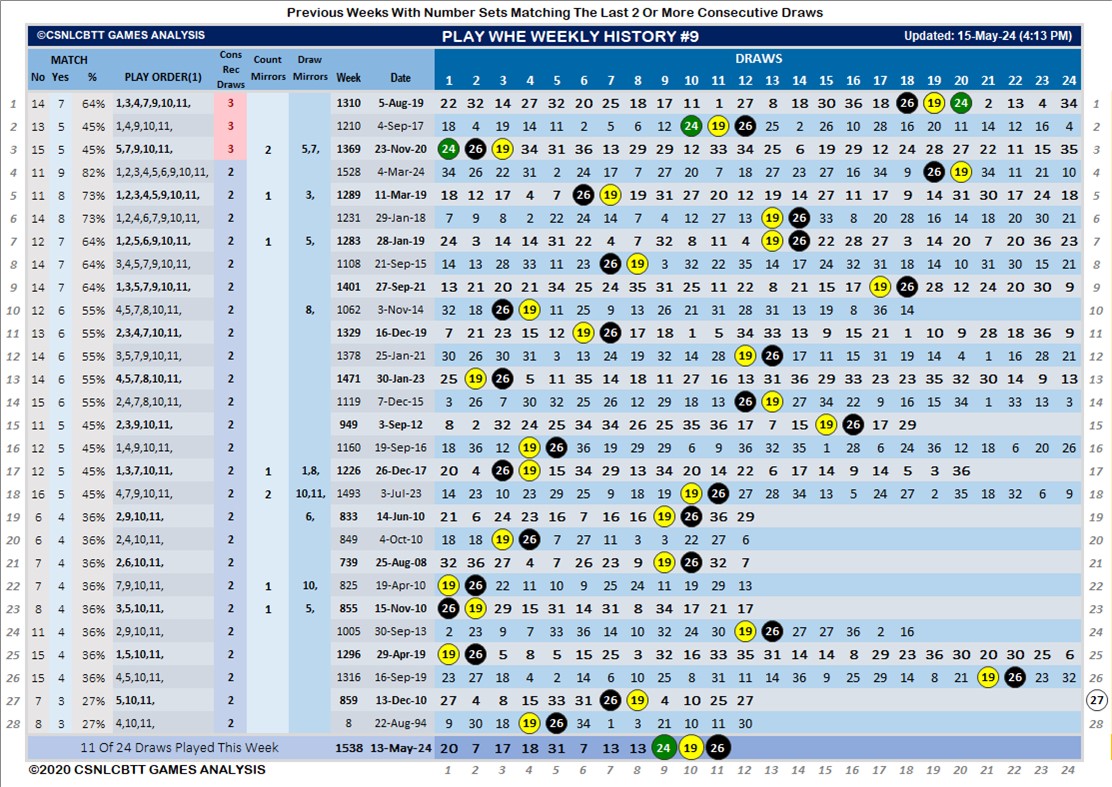 Previous Weeks With Number Sets Matching The Last 2 Or More Consecutive Draws
©CSNLCBTT GAMES ANALYSIS PLAY WHE WEEKLY HISTORY #9 Updated: 15-May-24 (4:13 PM)
MATCH Cons Rec Draws Count Mirrors Draw Mirrors DRAWS
No Yes % PLAY ORDER(1) Week Date 1 2 3 4 5 6 7 8 9 10 11 12 13 14 15 16 17 18 19 20 21 22 23 24
1 14 7 64% 1,3,4,7,9,10,11, 3 1310 5-Aug-19 22 32 14 27 32 20 25 18 17 11 1 27 8 18 30 36 18 26 19 24 2 13 4 34 1
2 13 5 45% 1,4,9,10,11, 3 1210 4-Sep-17 18 4 19 14 11 2 5 6 12 24 19 26 25 2 26 10 28 16 20 11 14 12 16 4 2
3 15 5 45% 5,7,9,10,11, 3 2 5,7, 1369 23-Nov-20 24 26 19 34 31 36 13 29 29 12 33 34 25 6 19 29 12 24 28 27 22 11 15 35 3
4 11 9 82% 1,2,3,4,5,6,9,10,11, 2 1528 4-Mar-24 34 26 22 31 2 24 17 7 27 20 7 18 27 23 27 16 34 9 26 19 34 11 21 10 4
5 11 8 73% 1,2,3,4,5,9,10,11, 2 1 3, 1289 11-Mar-19 18 12 17 4 7 26 19 19 31 27 20 12 19 14 27 11 17 9 14 31 30 17 24 18 5
6 14 8 73% 1,2,4,6,7,9,10,11, 2 1231 29-Jan-18 7 9 8 2 22 24 14 7 4 12 27 13 19 26 33 8 20 28 16 14 18 20 30 21 6
7 12 7 64% 1,2,5,6,9,10,11, 2 1 5, 1283 28-Jan-19 24 3 14 14 31 22 4 7 32 8 11 4 19 26 22 28 27 3 14 20 7 20 36 23 7
8 14 7 64% 3,4,5,7,9,10,11, 2 1108 21-Sep-15 14 13 28 33 11 23 26 19 3 32 22 35 14 17 24 32 31 18 14 10 31 30 15 21 8
9 14 7 64% 1,3,5,7,9,10,11, 2 1401 27-Sep-21 13 21 20 21 34 25 24 35 31 25 11 22 8 21 15 17 19 26 28 12 24 20 30 9 9
10 12 6 55% 4,5,7,8,10,11, 2 8, 1062 3-Nov-14 32 18 26 19 11 25 9 13 26 21 31 28 31 13 19 8 36 14 10
11 13 6 55% 2,3,4,7,10,11, 2 1329 16-Dec-19 7 21 23 15 12 19 26 17 18 1 5 34 33 13 9 15 21 1 10 9 28 18 36 9 11
12 14 6 55% 3,5,7,9,10,11, 2 1378 25-Jan-21 30 26 30 31 3 13 24 19 32 14 28 19 26 17 11 15 31 19 14 4 1 16 28 21 12
13 14 6 55% 4,5,7,8,10,11, 2 1471 30-Jan-23 25 19 26 5 11 35 14 18 11 27 16 13 31 36 29 33 23 23 35 32 30 14 9 13 13
14 15 6 55% 2,4,7,8,10,11, 2 1119 7-Dec-15 3 26 7 30 32 25 26 12 29 18 13 26 19 27 34 22 9 16 15 34 1 33 13 3 14
15 11 5 45% 2,3,9,10,11, 2 949 3-Sep-12 8 2 32 24 25 34 34 26 25 35 36 17 7 15 19 26 17 29 15
16 12 5 45% 1,4,9,10,11, 2 1160 19-Sep-16 18 36 12 19 26 35 15 29 29 6 9 36 32 35 1 28 6 24 36 12 18 26 20 26 16
17 12 5 45% 1,3,7,10,11, 2 1 1,8, 1226 26-Dec-17 20 4 26 19 15 34 29 13 34 20 14 22 6 17 14 9 14 5 3 36 17
18 16 5 45% 4,7,9,10,11, 2 2 10,11, 1493 3-Jul-23 14 23 10 23 29 25 9 18 19 19 26 27 28 34 13 5 24 27 2 35 18 32 6 9 18
19 6 4 36% 2,9,10,11, 2 6, 833 14-Jun-10 21 6 24 23 16 7 16 16 19 26 36 29 19
20 6 4 36% 2,4,10,11, 2 849 4-Oct-10 18 18 19 26 7 27 11 3 3 22 27 6 20
21 7 4 36% 2,6,10,11, 2 739 25-Aug-08 32 36 27 4 7 26 23 9 19 26 32 7 21
22 7 4 36% 7,9,10,11, 2 1 10, 825 19-Apr-10 19 26 22 11 10 9 25 24 11 19 29 13 22
23 8 4 36% 3,5,10,11, 2 1 5, 855 15-Nov-10 26 19 29 15 31 14 31 8 34 17 21 17 23
24 11 4 36% 2,9,10,11, 2 1005 30-Sep-13 2 23 9 7 33 36 14 10 32 24 30 19 26 27 27 36 2 16 24
25 15 4 36% 1,5,10,11, 2 1296 29-Apr-19 19 26 5 8 5 15 25 3 32 16 33 35 31 14 14 8 29 23 36 30 20 30 25 6 25
26 15 4 36% 4,5,10,11, 2 1316 16-Sep-19 23 27 18 4 2 14 6 10 25 8 31 11 14 36 9 25 29 14 8 21 19 26 23 32 26
27 7 3 27% 5,10,11, 2 859 13-Dec-10 27 4 8 15 33 31 26 19 4 10 25 27 27
28 8 3 27% 4,10,11, 2 8 22-Aug-94 9 30 18 19 26 34 1 3 21 10 11 30 28
11 Of 24 Draws Played This Week 1538 13-May-24 20 7 17 18 31 7 13 13 24 19 26
©2020 CSNLCBTT GAMES ANALYSIS 1 2 3 4 5 6 7 8 9 10 11 12 13 14 15 16 17 18 19 20 21 22 23 24